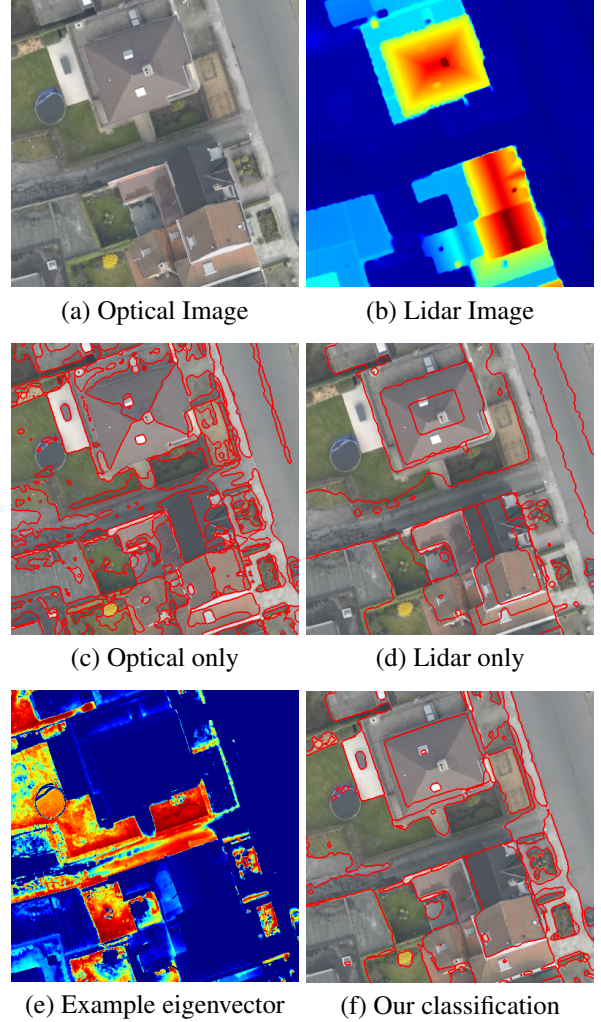 (a) Optical Image
(b) Lidar Image
(c) Optical only
(d) Lidar only
(e) Example eigenvector
(f) Our classification